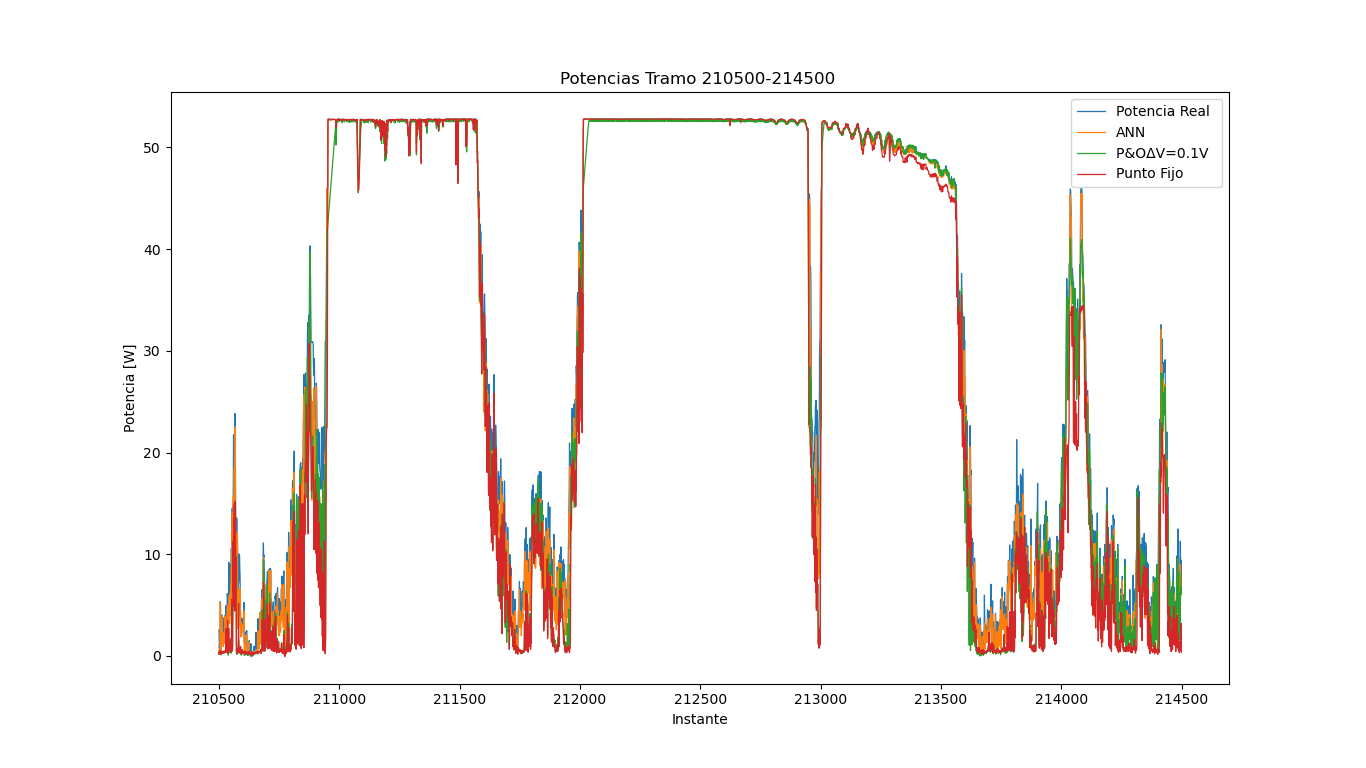 Potencias Tramo 210500-214500
Potencia Real
ANN
P&OΔV=0.1V
Punto Fijo
Potencia [W]
50
40
30
20
10
0
210500
211000
211500
212000
212500
213000
213500
214000
214500
Instante